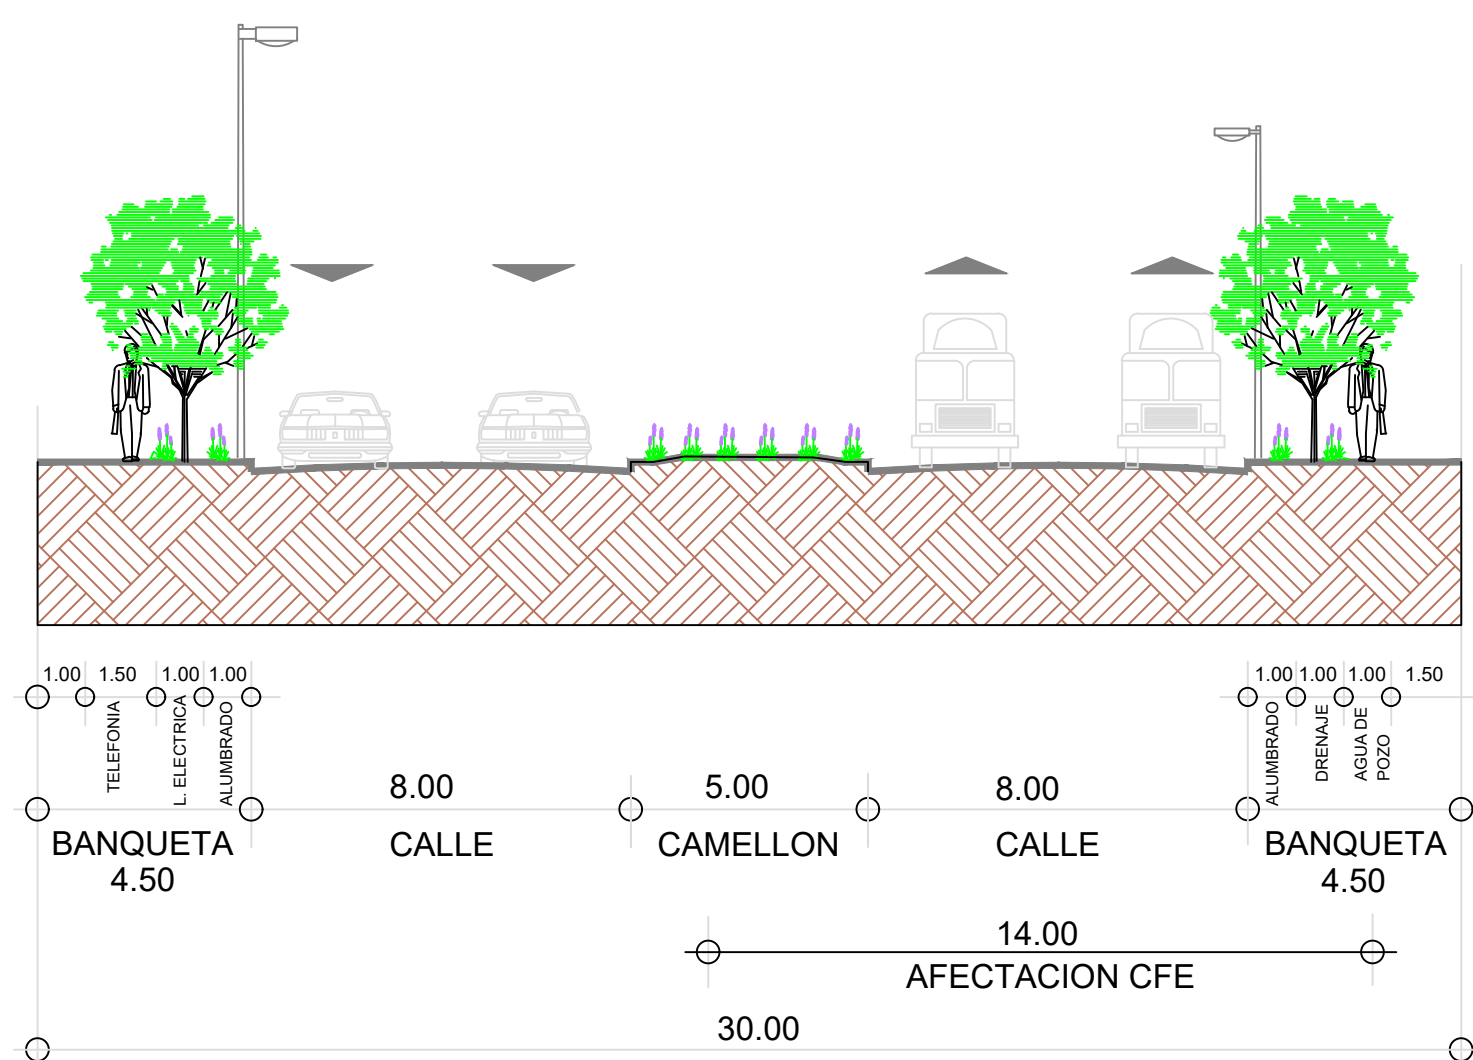 1.00 1.50 1.00 1.00
1.00 1.00 1.00 1.50
TELEFONIA
L. ELECTRICA
ALUMBRADO
ALUMBRADO
DRENAJE
AGUA DE
POZO
8.00 5.00 8.00
BANQUETA CALLE CAMELLON CALLE BANQUETA
4.50 4.50
14.00
AFECTACION CFE
30.00